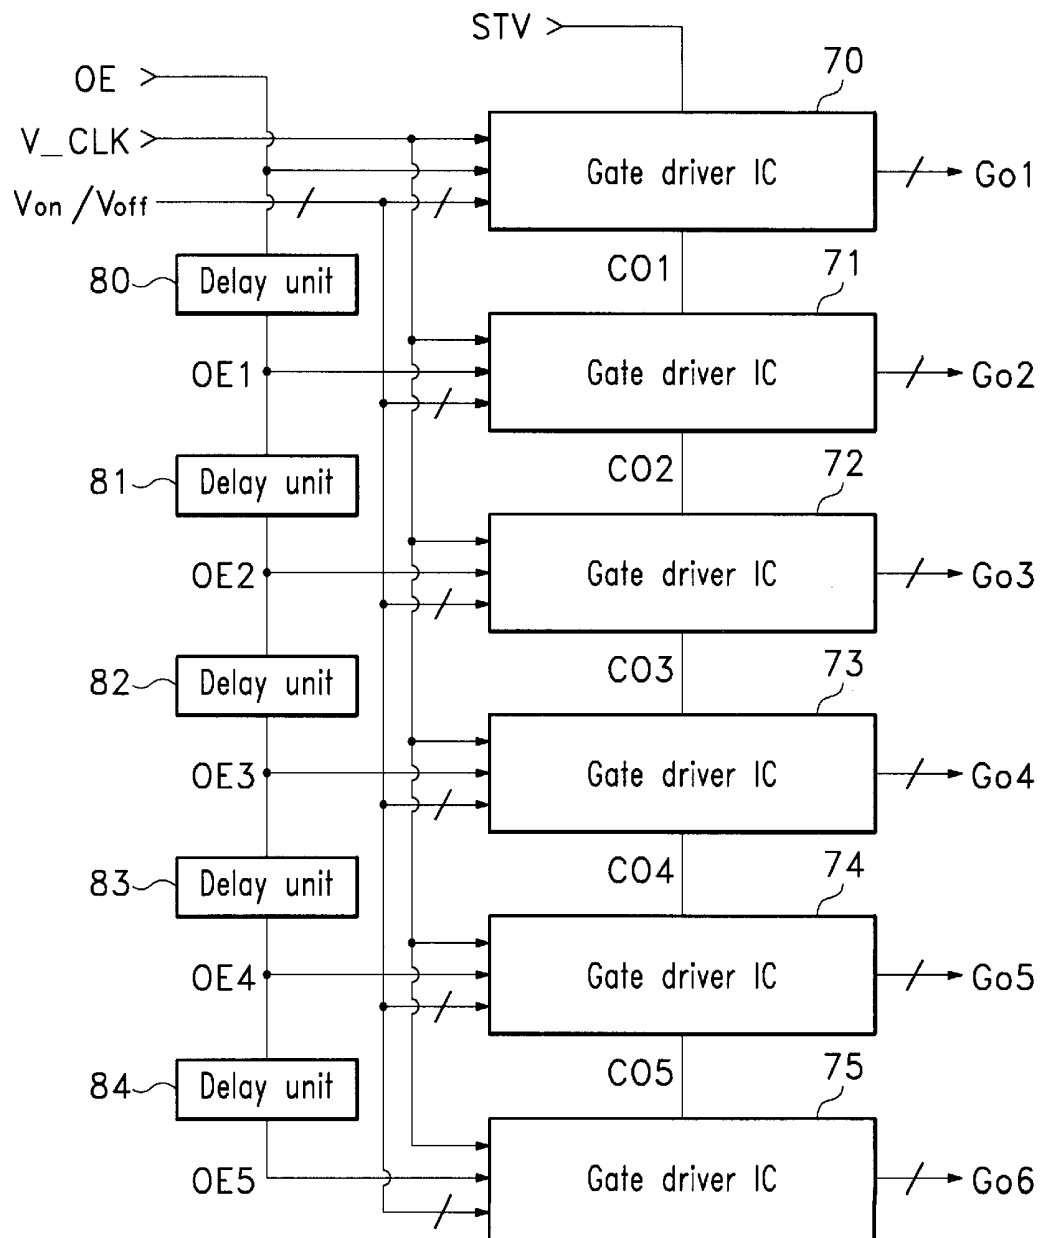 STV
70
OE
V_CLK
Gate driver IC
Go1
Von/Voff
80
Delay unit
CO1
71
OE1
Gate driver IC
Go2
81
Delay unit
CO2
72
OE2
Gate driver IC
Go3
82
Delay unit
CO3
73
OE3
Gate driver IC
Go4
83
Delay unit
CO4
74
OE4
Gate driver IC
Go5
84
Delay unit
CO5
75
OE5
Gate driver IC
Go6